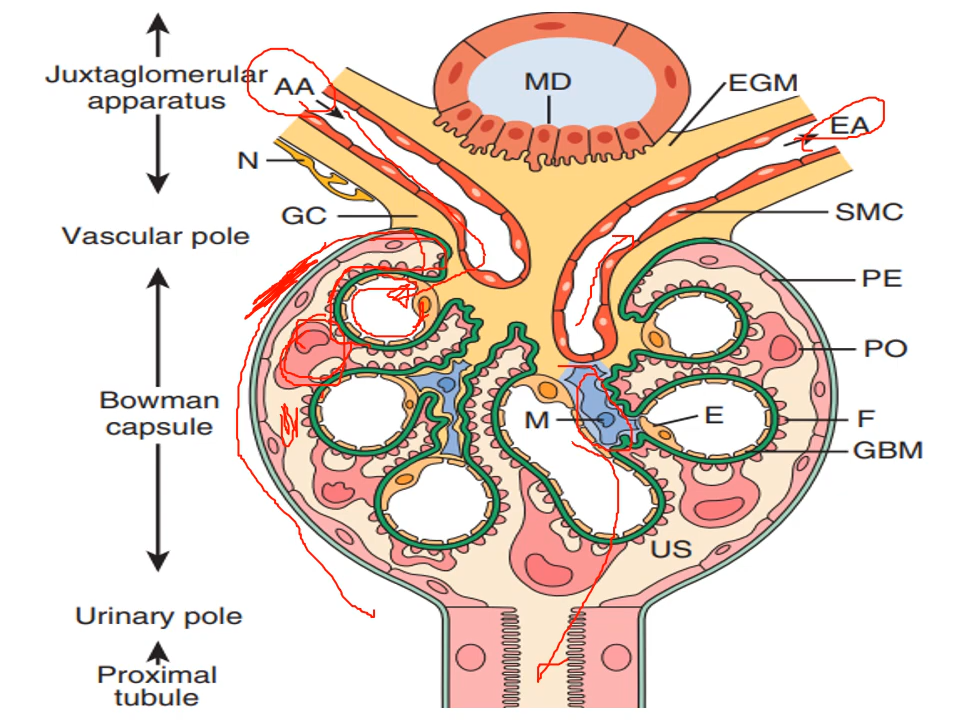 Juxtaglomerular
apparatus
AA
MD
EGM
EA
N
GC
SMC
Vascular pole
PE
PO
Bowman
capsule
M
E
F
GBM
US
Urinary pole
Proximal
tubule